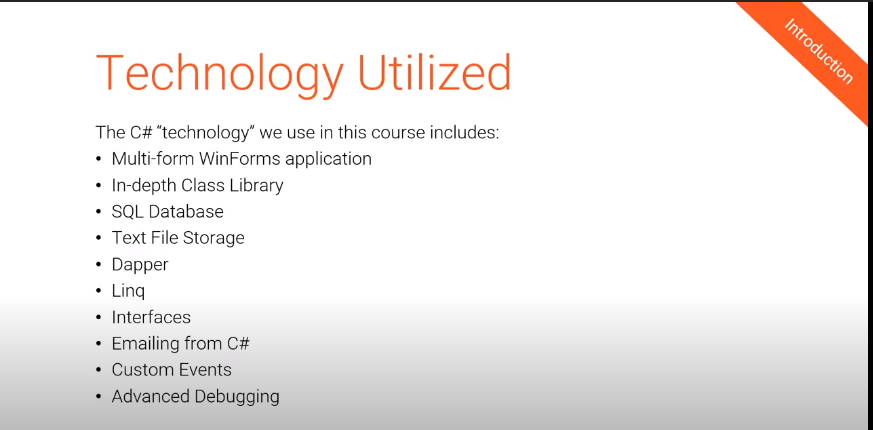 Introduction
Technology Utilized
The C# “technology” we use in this course includes:
• Multi-form WinForms application
• In-depth Class Library
• SQL Database
• Text File Storage
• Dapper
• Linq
• Interfaces
• Emailing from C#
• Custom Events
• Advanced Debugging